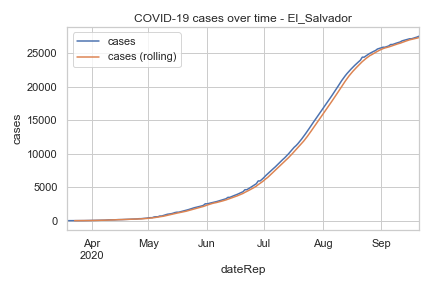 COVID-19 cases over time - El_Salvador
cases
cases (rolling)
25000
20000
15000
10000
5000
0
cases
Apr
2020
May
Jun
Jul
Aug
Sep
dateRep